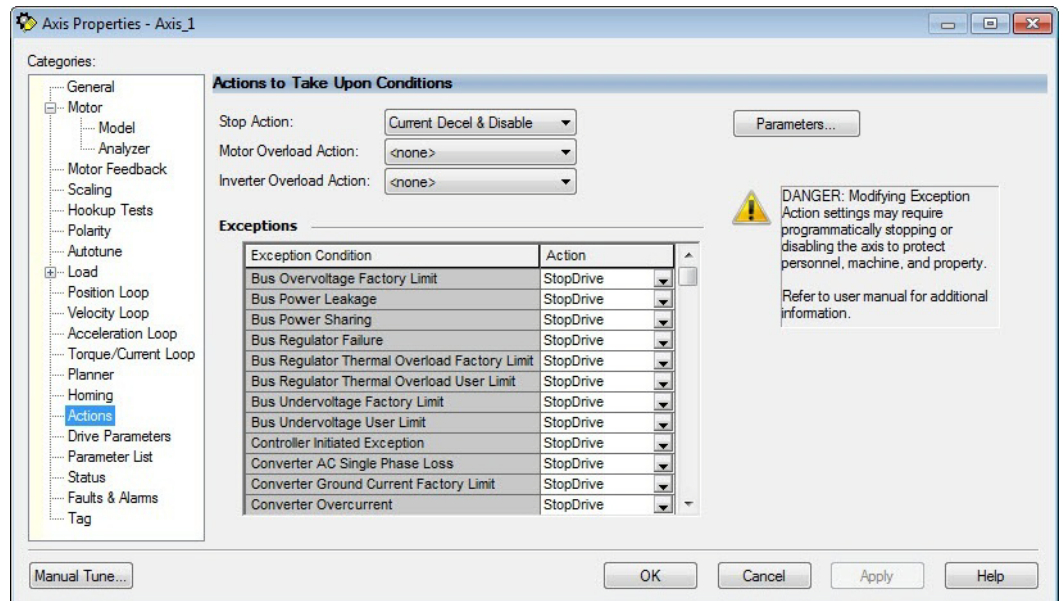 Axis Properties - Axis_1
Categories:
General
Motor
Model
Analyzer
Motor Feedback
Scaling
Hookup Tests
Polarity
Autotune
Load
Position Loop
Velocity Loop
Acceleration Loop
Torque/Current Loop
Planner
Homing
Actions
Drive Parameters
Parameter List
Status
Faults & Alarms
Tag
Actions to Take Upon Conditions
Stop Action: Current Decel & Disable
Parameters...
Motor Overload Action: <none>
Inverter Overload Action: <none>
DANGER: Modifying Exception
Action settings may require
programmatically stopping or
disabling the axis to protect
personnel, machine, and property.
Refer to user manual for additional
information.
Exceptions
Exception Condition Action
Bus Overvoltage Factory Limit StopDrive
Bus Power Leakage StopDrive
Bus Power Sharing StopDrive
Bus Regulator Failure StopDrive
Bus Regulator Thermal Overload Factory Limit StopDrive
Bus Regulator Thermal Overload User Limit StopDrive
Bus Undervoltage Factory Limit StopDrive
Bus Undervoltage User Limit StopDrive
Controller Initiated Exception StopDrive
Converter AC Single Phase Loss StopDrive
Converter Ground Current Factory Limit StopDrive
Converter Overcurrent StopDrive
Manual Tune... OK Cancel Apply Help